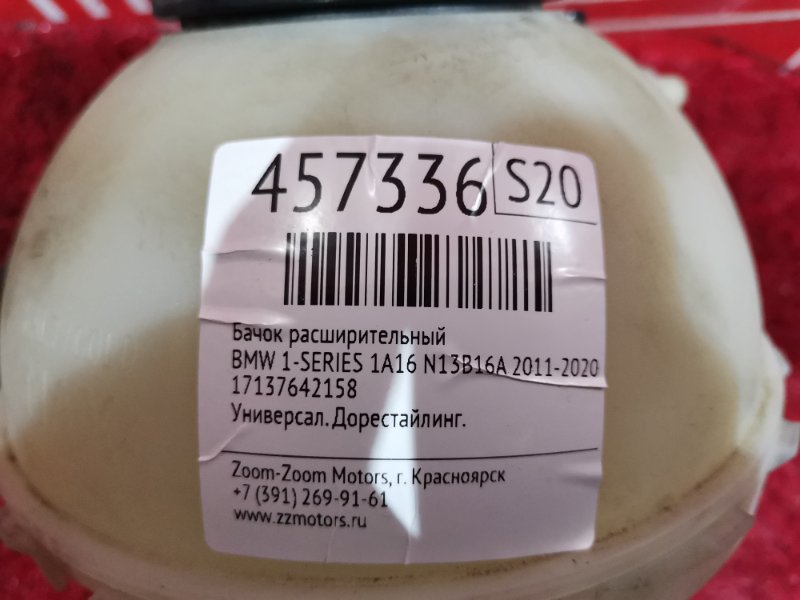 457336 S20
Бачок расширительный
BMW 1-SERIES 1A16 N13B16A 2011-2020
17137642158
Универсал. Дорестайлинг.
Zoom-Zoom Motors, г. Красноярск
+7 (391) 269-91-61
www.zzmotors.ru